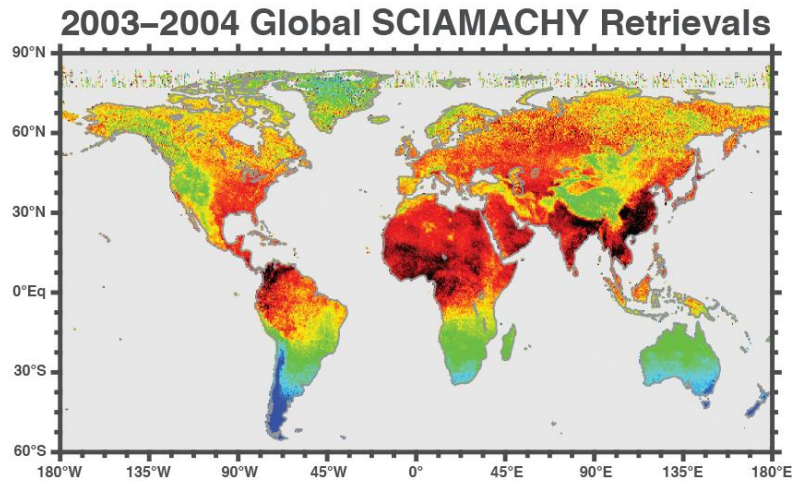 2003–2004 Global SCIAMACHY Retrievals
90°N
60°N
30°N
0°Eq
30°S
60°S
180°W 135°W 90°W 45°W 0° 45°E 90°E 135°E 180°E